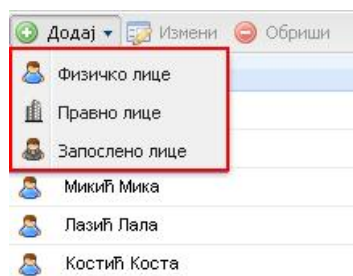 Додај Измени Обриши
Физичко лице
Правно лице
Запослено лице
Микић Мика
Лазић Лала
Костић Коста